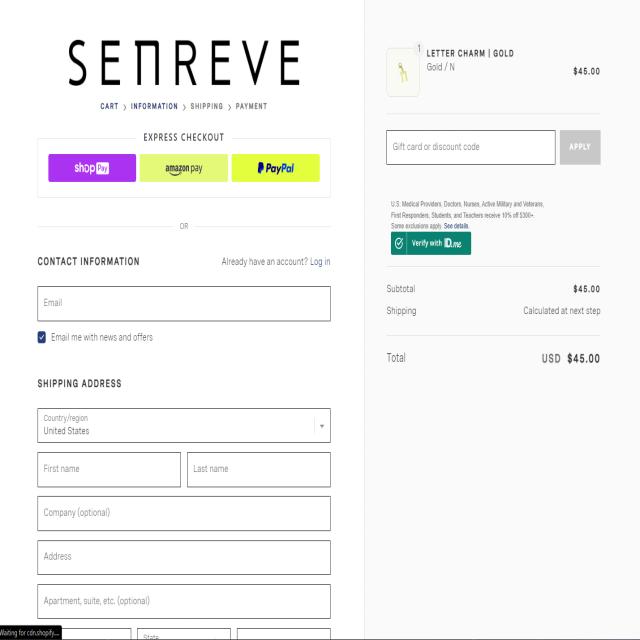 SENREVE
CART > INFORMATION > SHIPPING > PAYMENT
EXPRESS CHECKOUT
shop Pay
amazon pay
PayPal
OR
CONTACT INFORMATION
Already have an account? Log in
Email
Email me with news and offers
SHIPPING ADDRESS
Country/region
United States
First name
Last name
Company (optional)
Address
Apartment, suite, etc. (optional)
State
Waiting for cdn.shopify....
1
LETTER CHARM | GOLD
Gold / N
$45.00
Gift card or discount code
APPLY
U.S. Medical Providers, Doctors, Nurses, Active Military and Veterans,
First Responders, Students, and Teachers receive 10% off $300+.
Some exclusions apply. See details.
Verify with ID.me
Subtotal
$45.00
Shipping
Calculated at next step
Total
USD $45.00